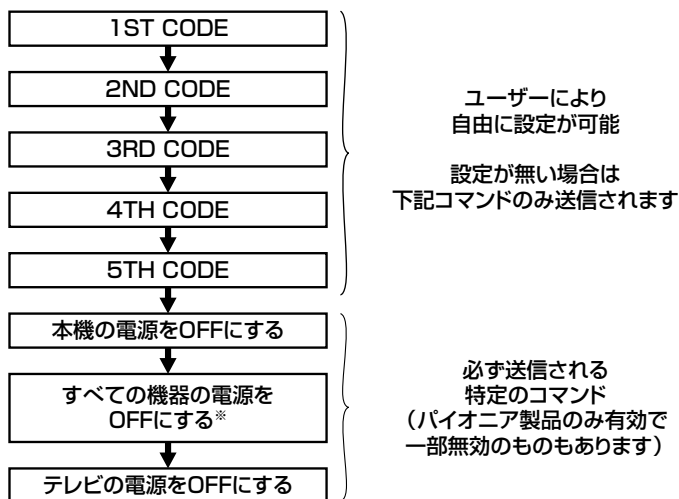 1ST CODE
2ND CODE
3RD CODE
4TH CODE
5TH CODE
ユーザーにより
自由に設定が可能
設定が無い場合は
下記コマンドのみ送信されます
本機の電源をOFFにする
すべての機器の電源を
OFFにする※
テレビの電源をOFFにする
必ず送信される
特定のコマンド
（パイオニア製品のみ有効で
一部無効のものもあります）